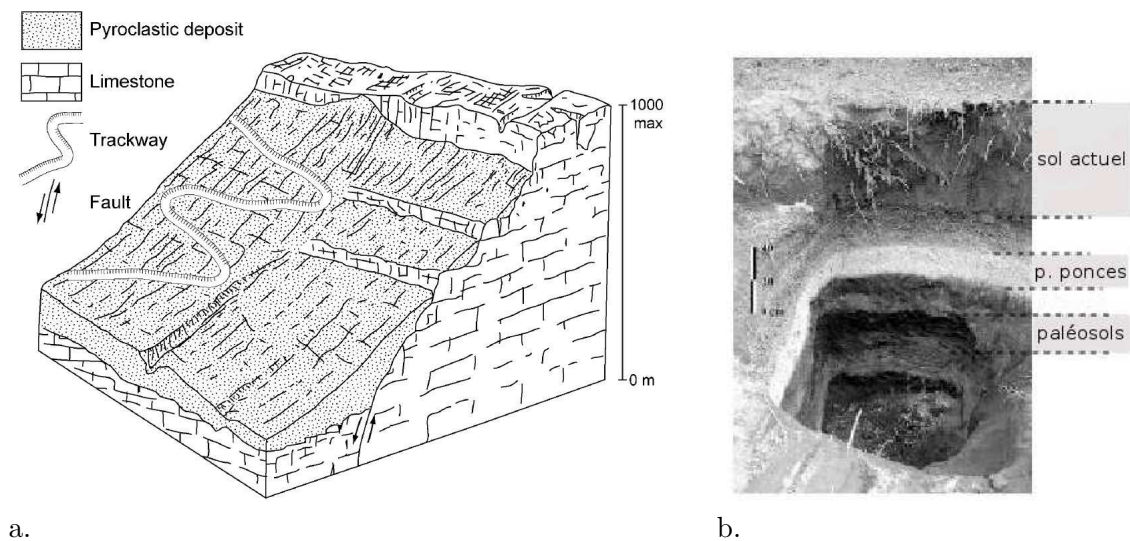 Pyroclastic deposit
Limestone
Trackway
Fault
1000
max
0 m
sol actuel
p. ponces
paléosols
a.
b.